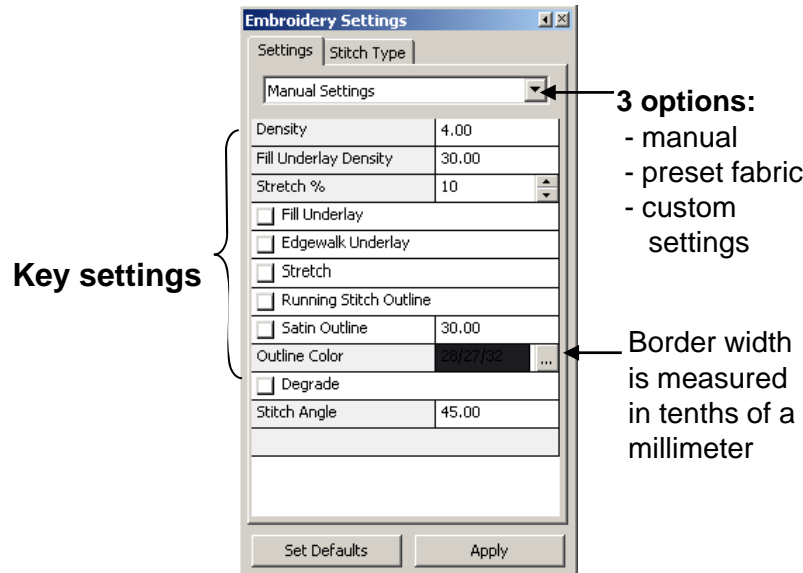 Embroidery Settings
Settings
Stitch Type
Manual Settings
Density 4.00
Fill Underlay Density 30.00
Stretch % 10
Fill Underlay
Edgewalk Underlay
Stretch
Running Stitch Outline
Satin Outline 30.00
Outline Color 28/27/32 ...
Degrade
Stitch Angle 45.00
Set Defaults
Apply
Key settings
3 options:
- manual
- preset fabric
- custom
settings
Border width
is measured
in tenths of a
millimeter